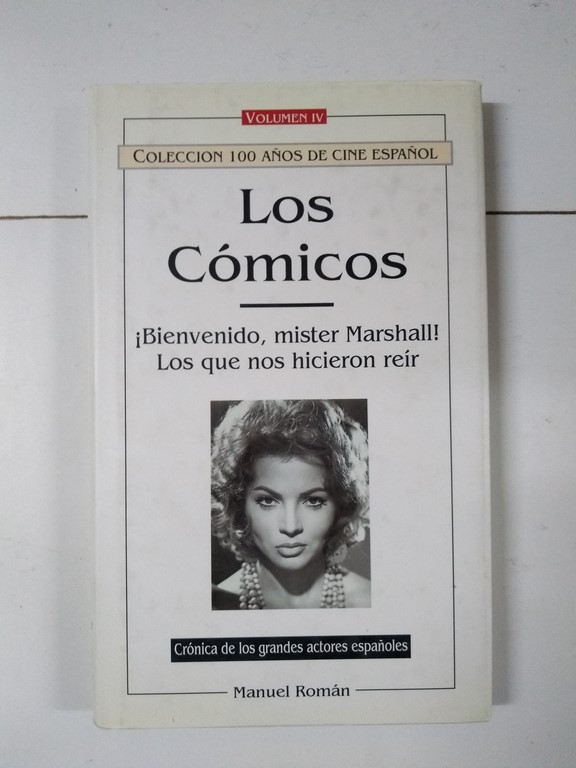 VOLUMEN IV
COLECCION 100 AÑOS DE CINE ESPAÑOL
Los
Cómicos
¡Bienvenido, mister Marshall!
Los que nos hicieron reír
Crónica de los grandes actores españoles
Manuel Román